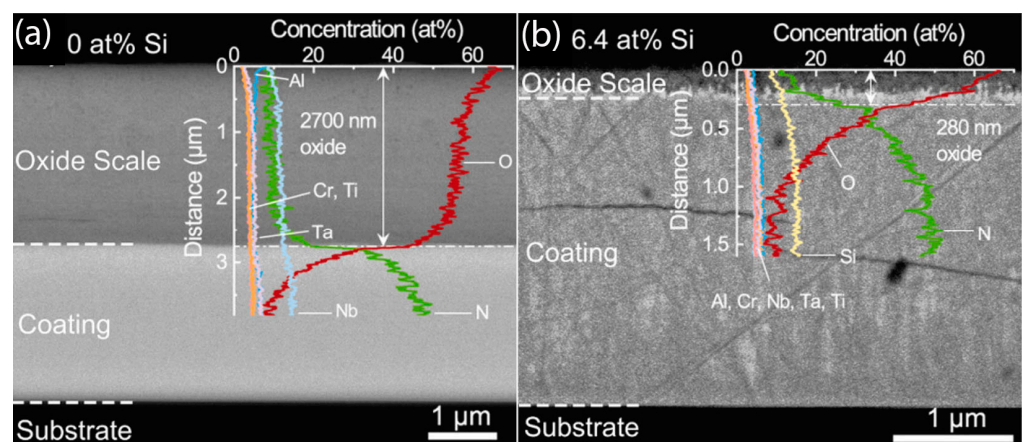 (a) 0 at% Si
Concentration (at%)
0 20 40 60
0
1
2
3
Distance (μm)
Al
2700 nm
oxide
O
Cr, Ti
Ta
Nb
N
Oxide Scale
Coating
Substrate
1 μm
(b) 6.4 at% Si
Concentration (at%)
0 20 40 60
0.0
0.5
1.0
1.5
Distance (μm)
280 nm
oxide
O
N
Si
Al, Cr, Nb, Ta, Ti
Oxide Scale
Coating
Substrate
1 μm